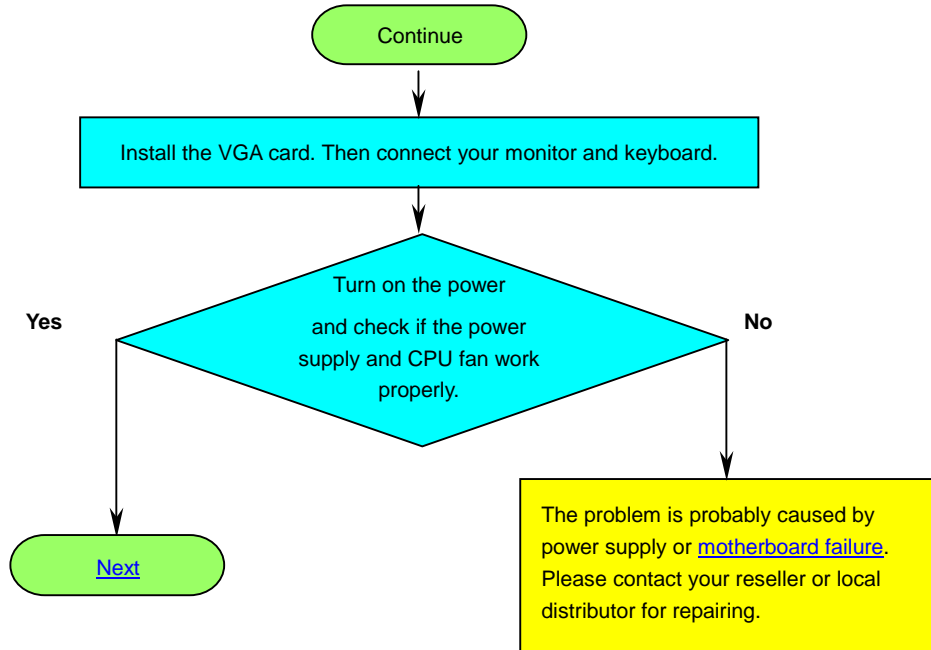 Continue
Install the VGA card. Then connect your monitor and keyboard.
Turn on the power
and check if the power
supply and CPU fan work
properly.
Yes
No
Next
The problem is probably caused by
power supply or motherboard failure.
Please contact your reseller or local
distributor for repairing.